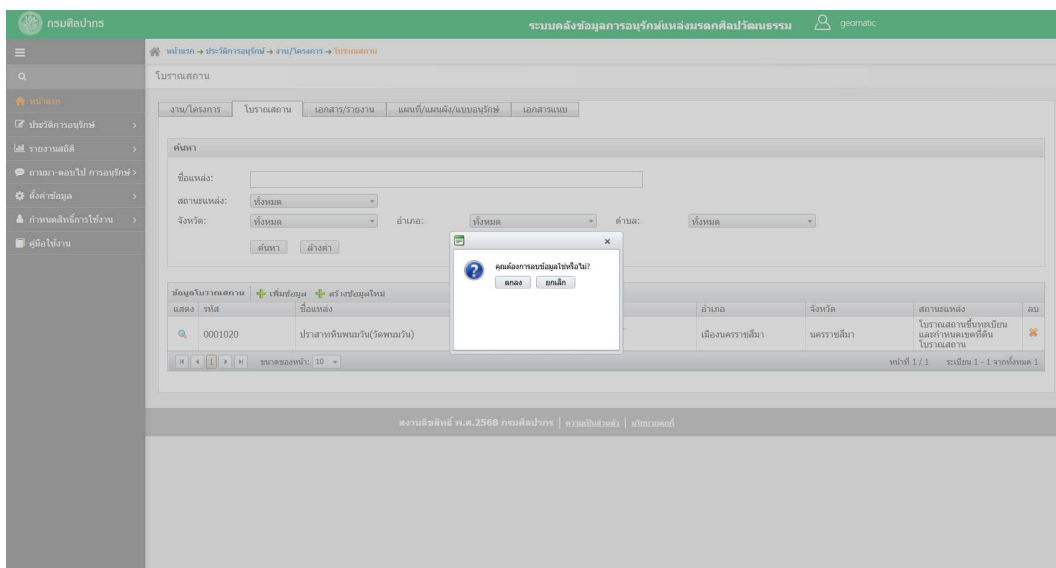 กรมศิลปากร
ระบบคลังข้อมูลการอนุรักษ์แหล่งมรดกศิลปวัฒนธรรม geomatic
หน้าแรก → ประวัติการอนุรักษ์ → งาน/โครงการ → โบราณสถาน
โบราณสถาน
หน้าแรก
ประวัติการอนุรักษ์
รายงานสถิติ
ถามมา-ตอบไป การอนุรักษ์
ตั้งค่าข้อมูล
กำหนดสิทธิ์การใช้งาน
คู่มือใช้งาน
งาน/โครงการ โบราณสถาน เอกสาร/รายงาน แผนที่/แผนผัง/แบบอนุรักษ์ เอกสารแนบ
ค้นหา
ชื่อแหล่ง:
สถานะแหล่ง: ทั้งหมด
จังหวัด: ทั้งหมด อำเภอ: ทั้งหมด ตำบล: ทั้งหมด
ค้นหา ล้างค่า
คุณต้องการลบข้อมูลใช่หรือไม่?
ตกลง ยกเลิก
ข้อมูลโบราณสถาน เพิ่มข้อมูล สร้างข้อมูลใหม่
แสดง รหัส ชื่อแหล่ง อำเภอ จังหวัด สถานะแหล่ง ลบ
0001020 ปราสาทหินพนมวัน(วัดพนมวัน) เมืองนครราชสีมา นครราชสีมา โบราณสถานขึ้นทะเบียน
และกำหนดเขตที่ดิน
โบราณสถาน
1 ขนาดของหน้า: 10 หน้าที่ 1 / 1 ระเบียน 1 - 1 จากทั้งหมด 1
สงวนลิขสิทธิ์ พ.ศ.2568 กรมศิลปากร | ความเป็นส่วนตัว | นโยบายคุกกี้